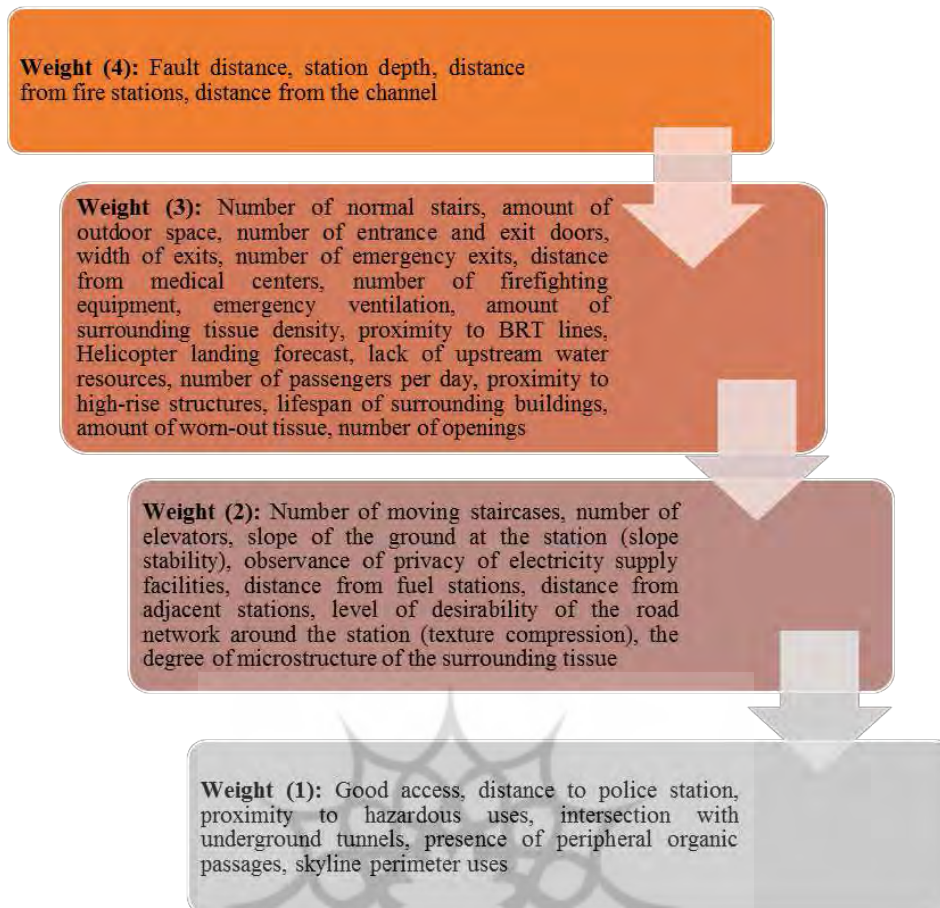 Weight (4): Fault distance, station depth, distance
from fire stations, distance from the channel
Weight (3): Number of normal stairs, amount of
outdoor space, number of entrance and exit doors,
width of exits, number of emergency exits, distance
from medical centers, number of firefighting
equipment, emergency ventilation, amount of
surrounding tissue density, proximity to BRT lines,
Helicopter landing forecast, lack of upstream water
resources, number of passengers per day, proximity to
high-rise structures, lifespan of surrounding buildings,
amount of worn-out tissue, number of openings
Weight (2): Number of moving staircases, number of
elevators, slope of the ground at the station (slope
stability), observance of privacy of electricity supply
facilities, distance from fuel stations, distance from
adjacent stations, level of desirability of the road
network around the station (texture compression), the
degree of microstructure of the surrounding tissue
Weight (1): Good access, distance to police station,
proximity to hazardous uses, intersection with
underground tunnels, presence of peripheral organic
passages, skyline perimeter uses